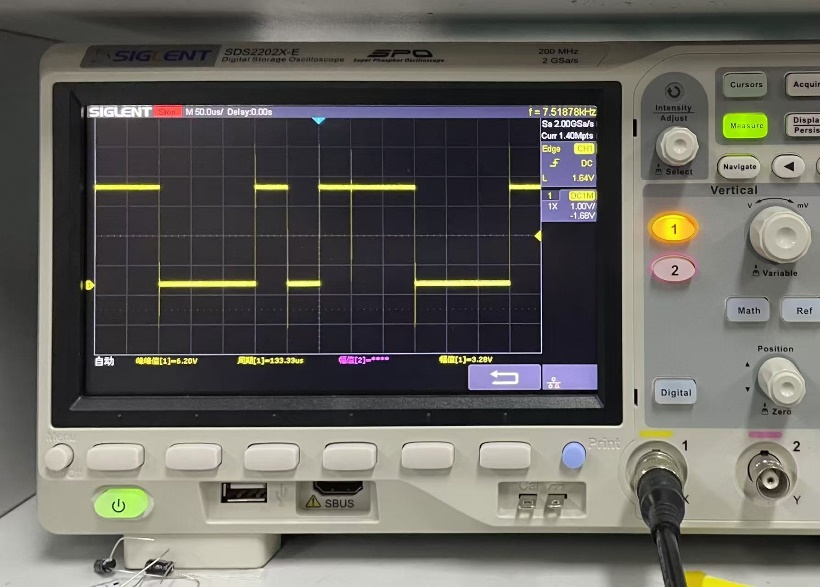 SIGLENT SDS2202X-E
Digital Storage Oscilloscope
SPO
Super Phosphor Oscilloscope
200 MHz
2 GSa/s
SIGLENT Stop M 50.0us/ Delay:0.00s f = 7.51878kHz
Sa 2.00GSa/s
Curr 1.40Mpts
Edge CH1
DC
L 1.64V
1 DC1M
1X 1.00V/
-1.68V
自动 峰峰值[1]=6.20V 周期[1]=133.33us 幅值[2]=**** 幅值[1]=3.28V
Print
SBUS
Intensity
Adjust
Select
Cursors
Acquir
Measure
Displa
Persis
Navigate
Vertical
V mV
1
Variable
2
Math
Ref
Position
Zero
Digital
1
2
X
Y